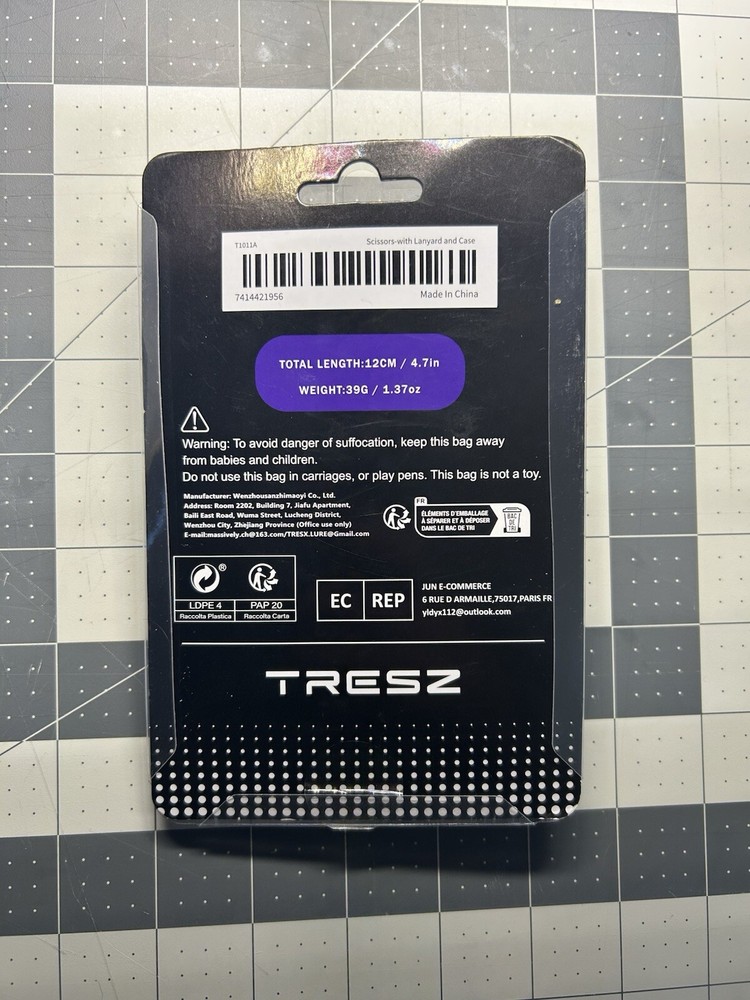 T1011A
Scissors-with Lanyard and Case
7414421956
Made In China
TOTAL LENGTH:12CM / 4.7in
WEIGHT:39G / 1.37oz
Warning: To avoid danger of suffocation, keep this bag away
from babies and children.
Do not use this bag in carriages, or play pens. This bag is not a toy.
Manufacturer: Wenzhousanzhimaoyi Co., Ltd.
Address: Room 2202, Building 7, Jiafu Apartment,
Baili East Road, Wuma Street, Lucheng District,
Wenzhou City, Zhejiang Province (Office use only)
E-mail:massively.ch@163.com/TRESX.LURE@Gmail.com
FR
ÉLÉMENTS D'EMBALLAGE
À SÉPARER ET À DÉPOSER
DANS LE BAC DE TRI
BAC
DE
TRI
®
LDPE 4
PAP 20
Raccolta Plastica
Raccolta Carta
EC REP
JUN E-COMMERCE
6 RUE D ARMAILLE,75017,PARIS FR
yldyx112@outlook.com
TRESZ